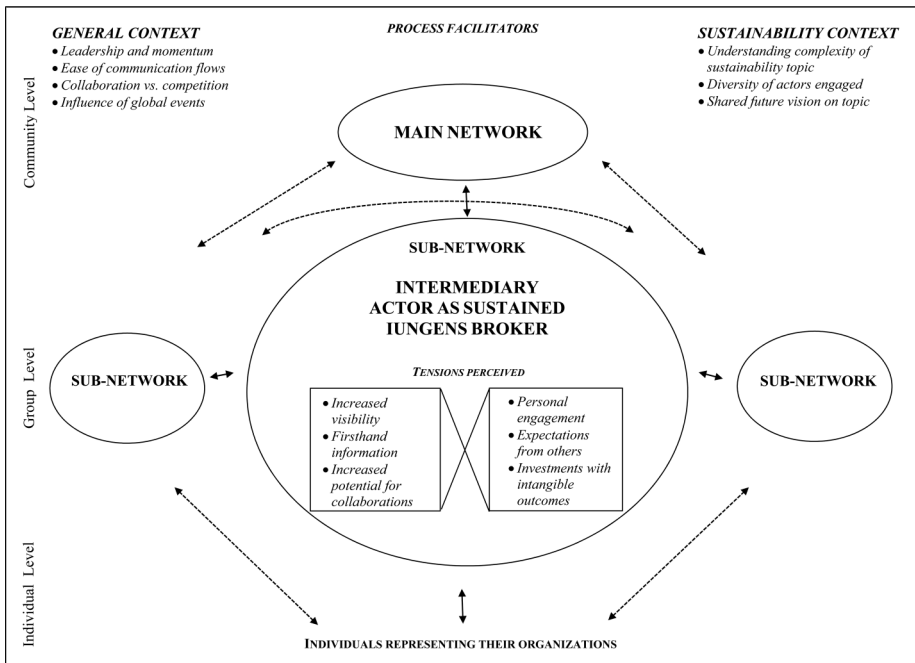 GENERAL CONTEXT
• Leadership and momentum
• Ease of communication flows
• Collaboration vs. competition
• Influence of global events
PROCESS FACILITATORS
SUSTAINABILITY CONTEXT
• Understanding complexity of
sustainability topic
• Diversity of actors engaged
• Shared future vision on topic
Community Level
MAIN NETWORK
SUB-NETWORK
INTERMEDIARY
ACTOR AS SUSTAINED
IUNGENS BROKER
Group Level
SUB-NETWORK
SUB-NETWORK
TENSIONS PERCEIVED
• Increased
visibility
• Firsthand
information
• Increased
potential for
collaborations
• Personal
engagement
• Expectations
from others
• Investments with
intangible
outcomes
Individual Level
INDIVIDUALS REPRESENTING THEIR ORGANIZATIONS